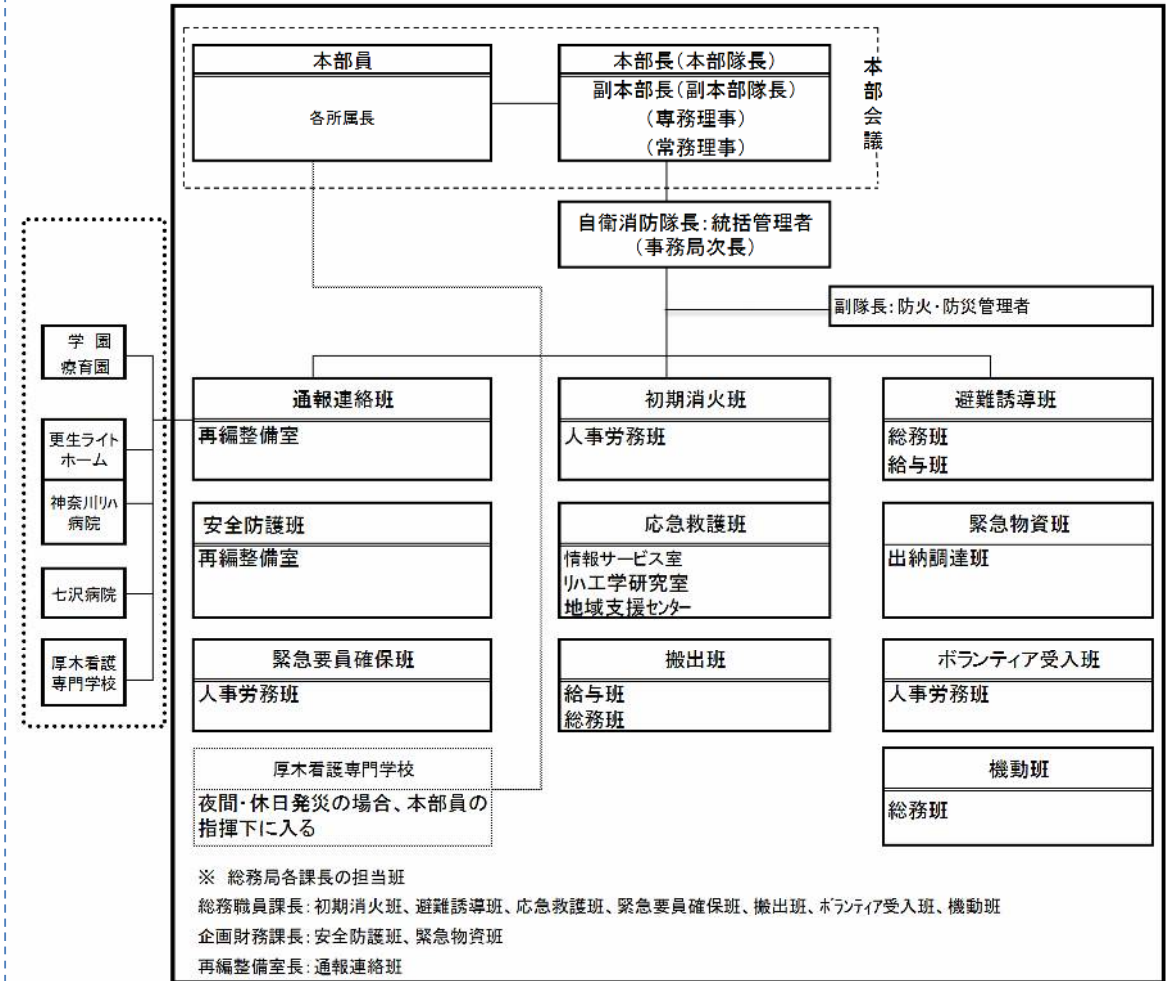 本部員
各所属長
本部長(本部隊長)
副本部長(副本部隊長)
(専務理事)
(常務理事)
本部会議
自衛消防隊長:統括管理者
(事務局次長)
副隊長:防火・防災管理者
学 園
療育園
更生ライト
ホーム
神奈川リハ
病院
七沢病院
厚木看護
専門学校
通報連絡班
再編整備室
初期消火班
人事労務班
避難誘導班
総務班
給与班
安全防護班
再編整備室
応急救護班
情報サービス室
リハ工学研究室
地域支援センター
緊急物資班
出納調達班
緊急要員確保班
人事労務班
搬出班
給与班
総務班
ボランティア受入班
人事労務班
厚木看護専門学校
夜間・休日発災の場合、本部員の
指揮下に入る
機動班
総務班
※ 総務局各課長の担当班
総務職員課長:初期消火班、避難誘導班、応急救護班、緊急要員確保班、搬出班、ボランティア受入班、機動班
企画財務課長:安全防護班、緊急物資班
再編整備室長:通報連絡班